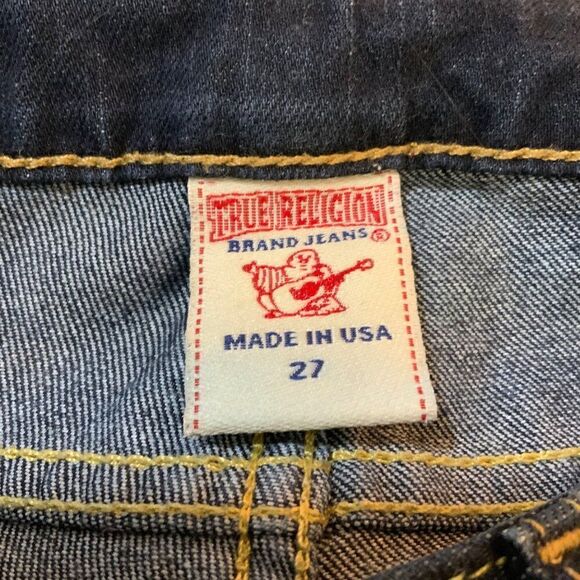 TRUE RELIGION
BRAND JEANS ®
MADE IN USA
27